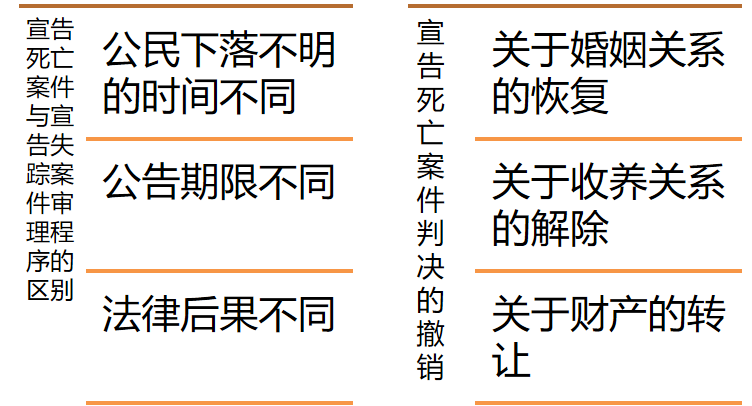 宣告
死亡
案件
与宣
告失
踪案
件审
理程
序的
区别
公民下落不明
的时间不同
公告期限不同
法律后果不同
宣
告
死
亡
案
件
判
决
的
撤
销
关于婚姻关系
的恢复
关于收养关系
的解除
关于财产的转
让